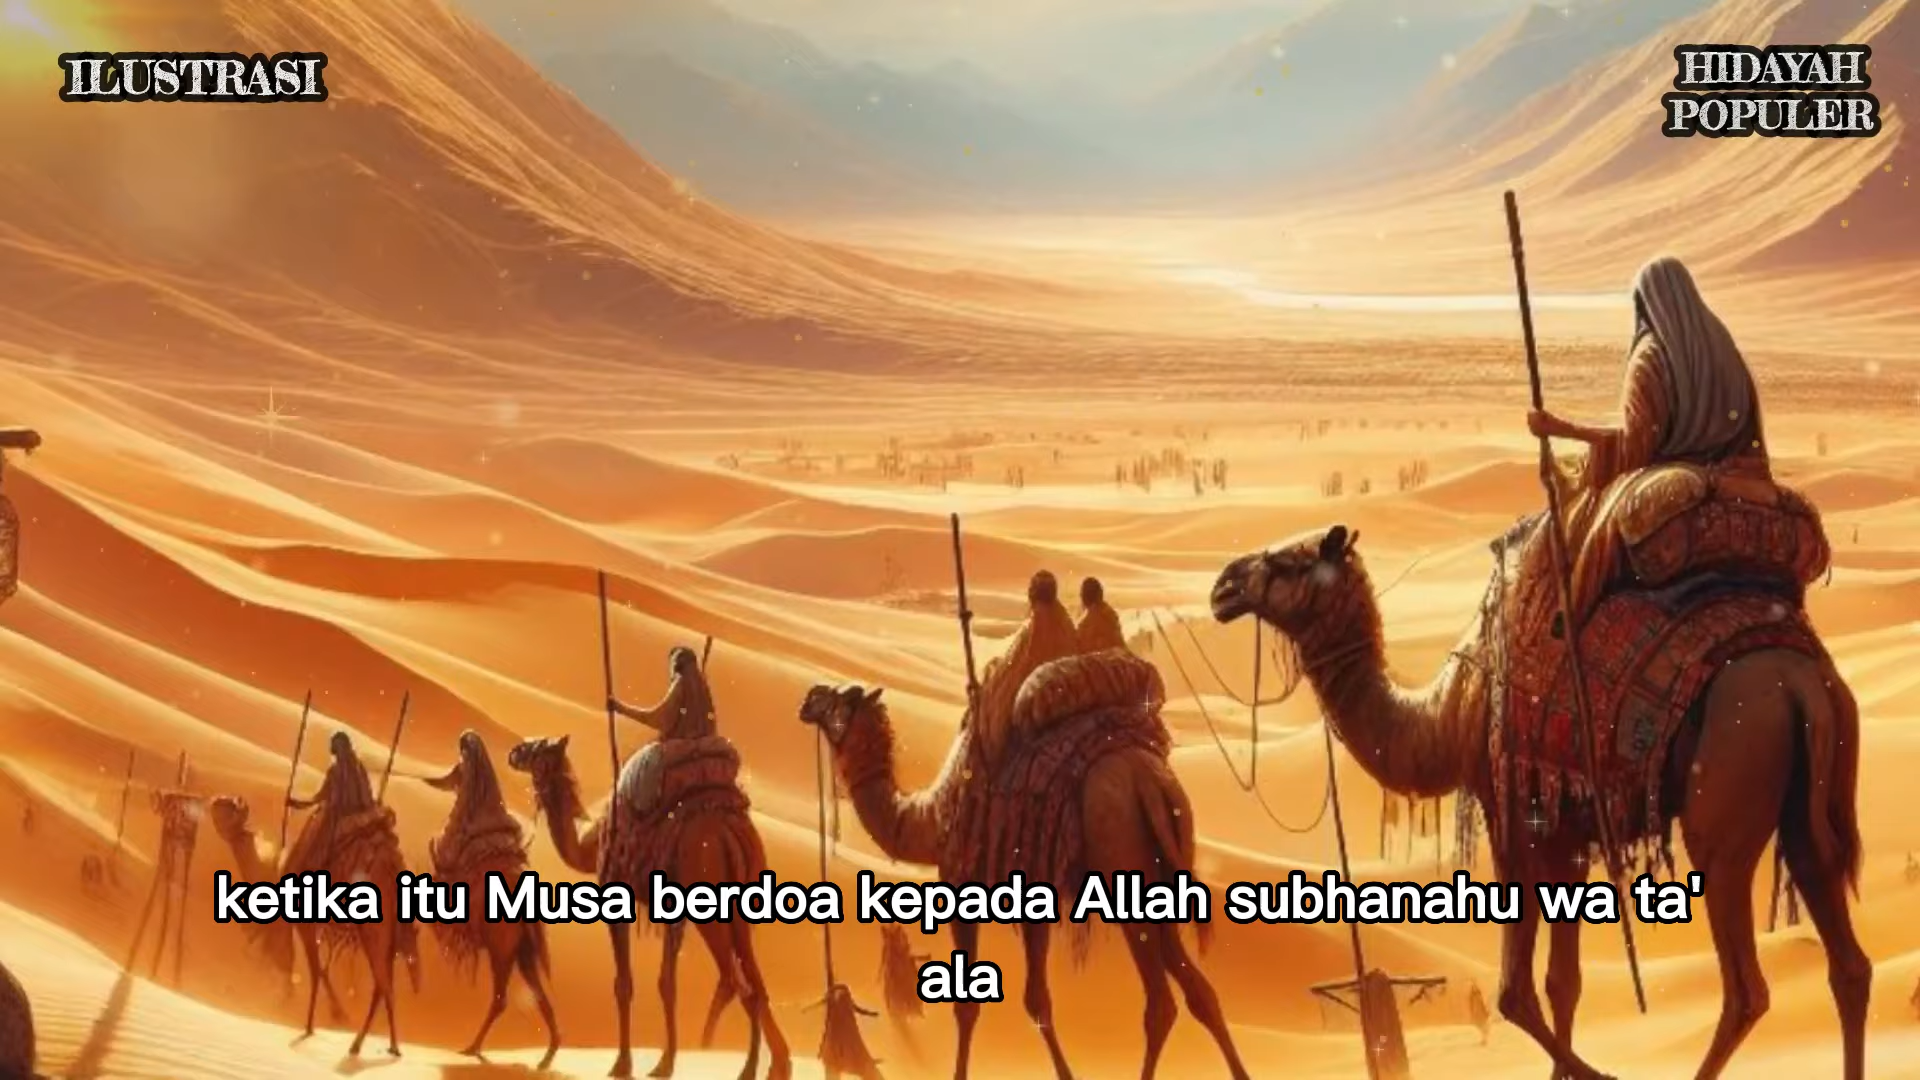 ILUSTRASI
HIDAYAH
POPULER
ketika itu Musa berdoa kepada Allah subhanahu wa ta'
ala